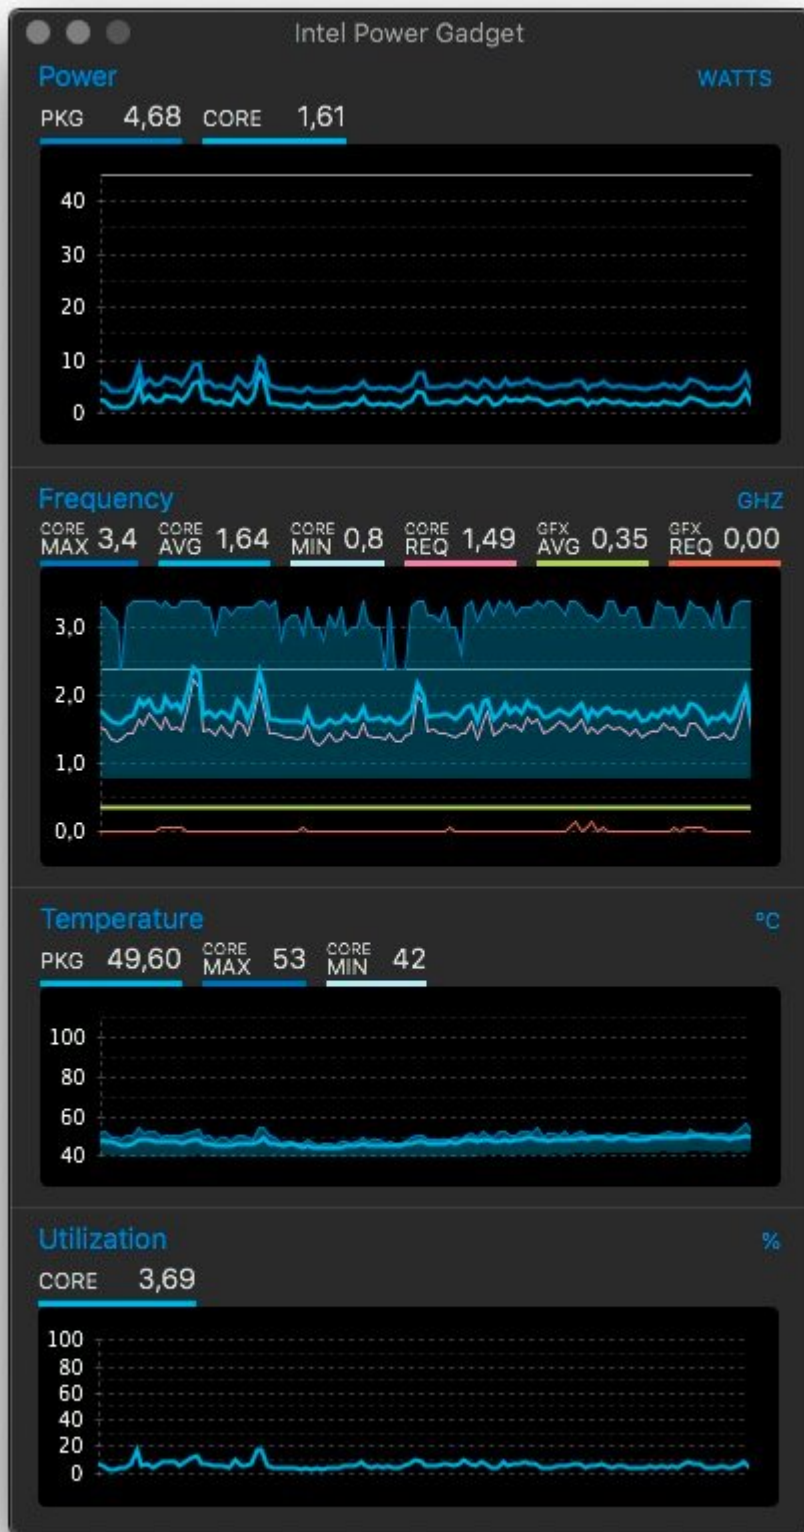 Intel Power Gadget
Power WATTS
PKG 4,68 CORE 1,61
40
30
20
10
0
Frequency GHZ
CORE MAX 3,4 CORE AVG 1,64 CORE MIN 0,8 CORE REQ 1,49 GFX AVG 0,35 GFX REQ 0,00
3,0
2,0
1,0
0,0
Temperature ºC
PKG 49,60 CORE MAX 53 CORE MIN 42
100
80
60
40
Utilization %
CORE 3,69
100
80
60
40
20
0